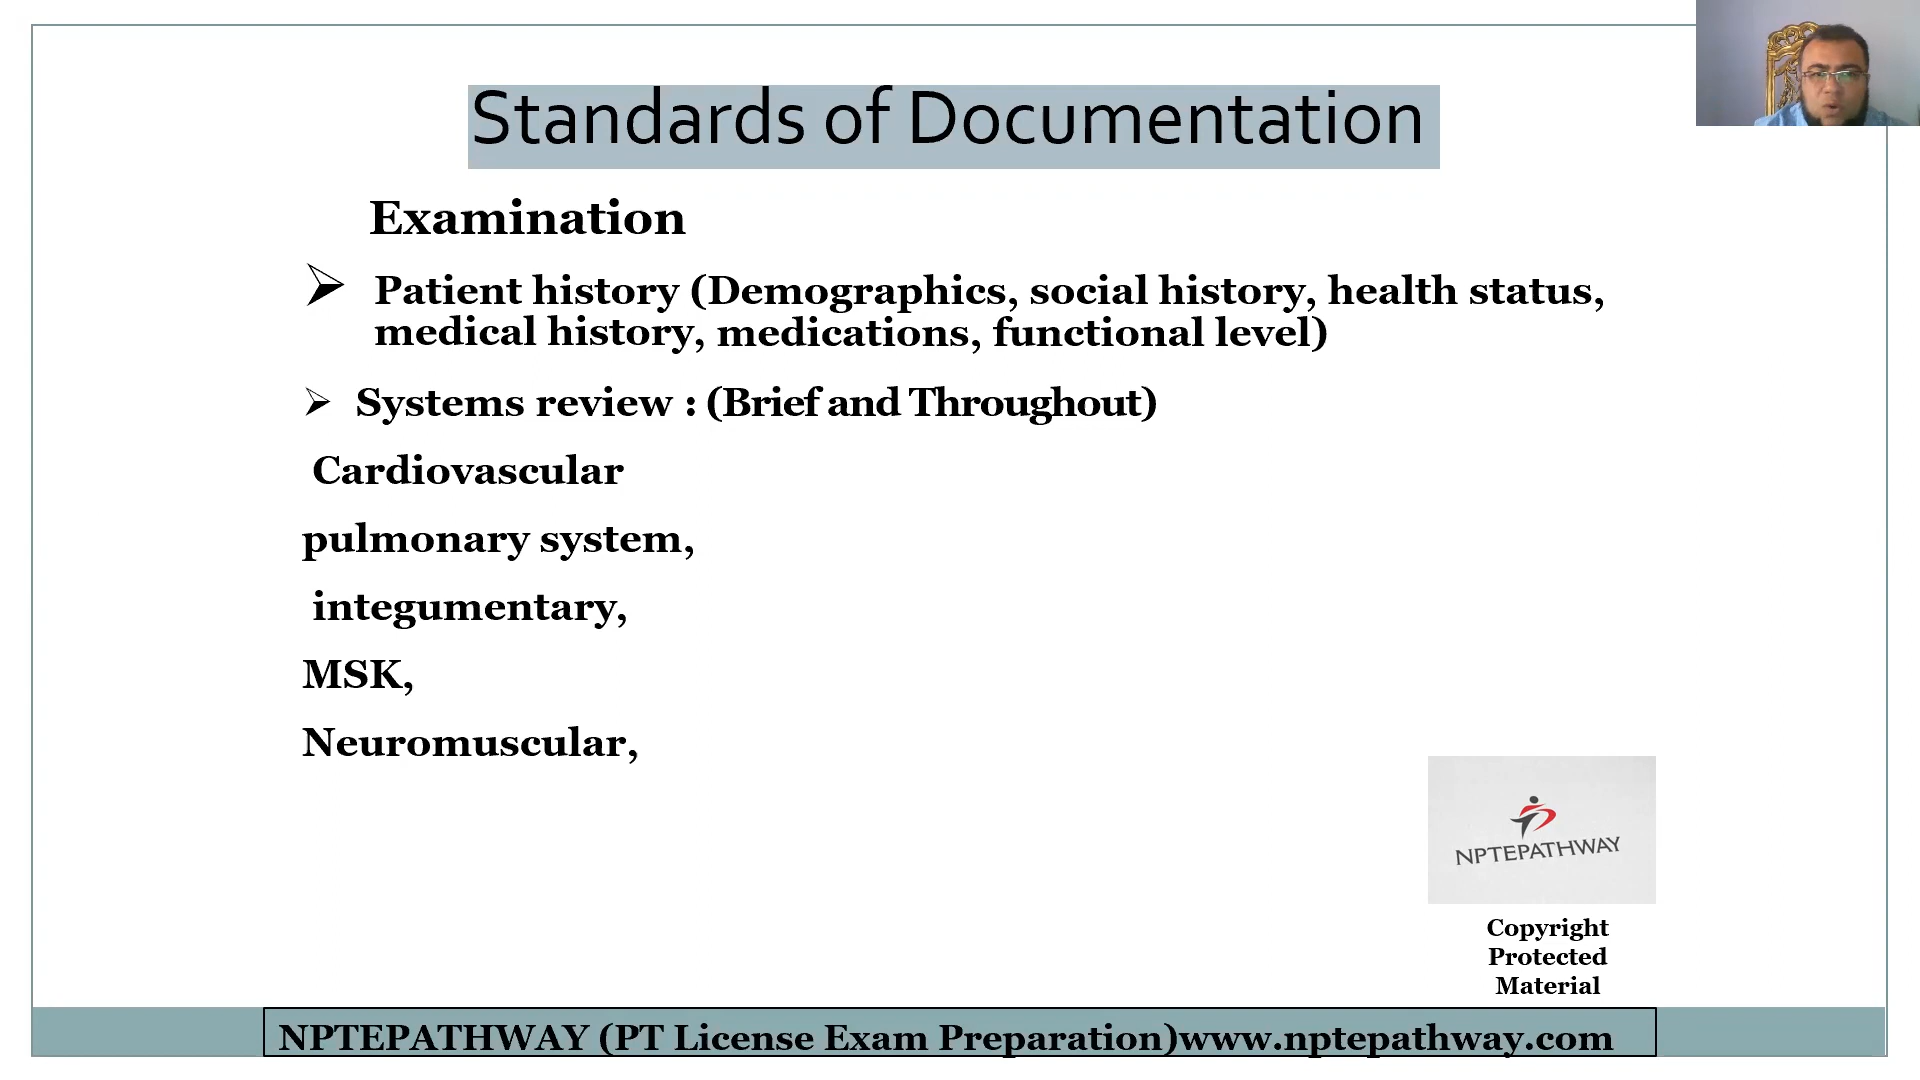 Standards of Documentation
Examination
Patient history (Demographics, social history, health status,
medical history, medications, functional level)
Systems review : (Brief and Throughout)
Cardiovascular
pulmonary system,
integumentary,
MSK,
Neuromuscular,
NPTEPATHWAY
Copyright
Protected
Material
NPTEPATHWAY (PT License Exam Preparation)www.nptepathway.com